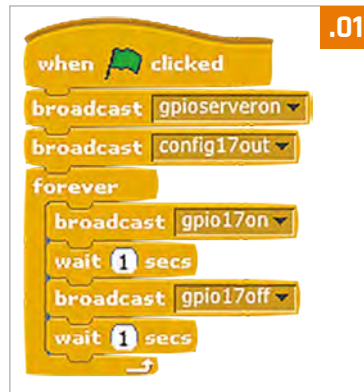 .01
when clicked
broadcast gpioserveron
broadcast config17out
forever
broadcast gpio17on
wait 1 secs
broadcast gpio17off
wait 1 secs